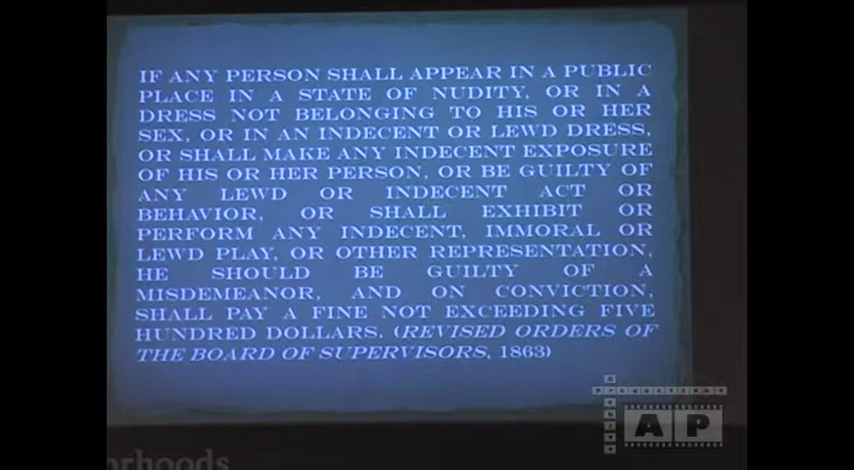 IF ANY PERSON SHALL APPEAR IN A PUBLIC
PLACE IN A STATE OF NUDITY, OR IN A
DRESS NOT BELONGING TO HIS OR HER
SEX, OR IN AN INDECENT OR LEWD DRESS,
OR SHALL MAKE ANY INDECENT EXPOSURE
OF HIS OR HER PERSON, OR BE GUILTY OF
ANY LEWD OR INDECENT ACT OR
BEHAVIOR, OR SHALL EXHIBIT OR
PERFORM ANY INDECENT, IMMORAL OR
LEWD PLAY, OR OTHER REPRESENTATION,
HE SHOULD BE GUILTY OF A
MISDEMEANOR, AND ON CONVICTION,
SHALL PAY A FINE NOT EXCEEDING FIVE
HUNDRED DOLLARS. (REVISED ORDERS OF
THE BOARD OF SUPERVISORS, 1863)
AP
orhoods